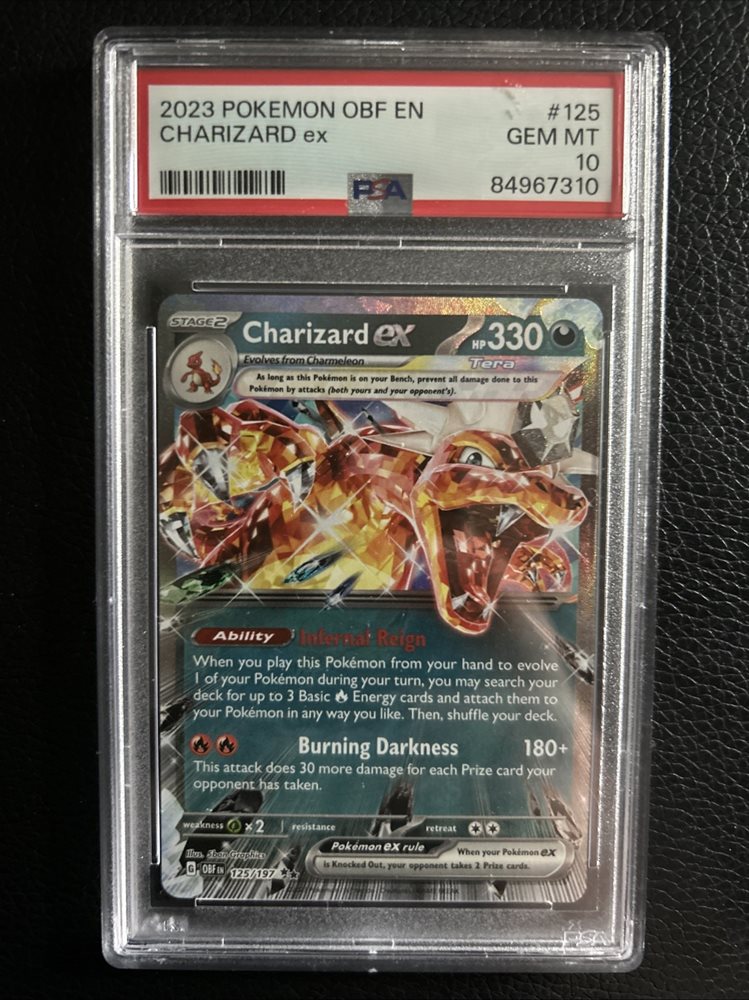 2023 POKEMON OBF EN #125
CHARIZARD ex GEM MT
10
PSA 84967310
STAGE2 Charizard ex HP 330
Evolves from Charmeleon Tera
As long as this Pokémon is on your Bench, prevent all damage done to this
Pokémon by attacks (both yours and your opponent's).
Ability Infernal Reign
When you play this Pokémon from your hand to evolve
1 of your Pokémon during your turn, you may search your
deck for up to 3 Basic Energy cards and attach them to
your Pokémon in any way you like. Then, shuffle your deck.
Burning Darkness 180+
This attack does 30 more damage for each Prize card your
opponent has taken.
weakness ×2 resistance retreat
Pokémon ex rule When your Pokémon ex
is Knocked Out, your opponent takes 2 Prize cards.
Illus. 5ban Graphics
G OBF EN 125/197
PSA